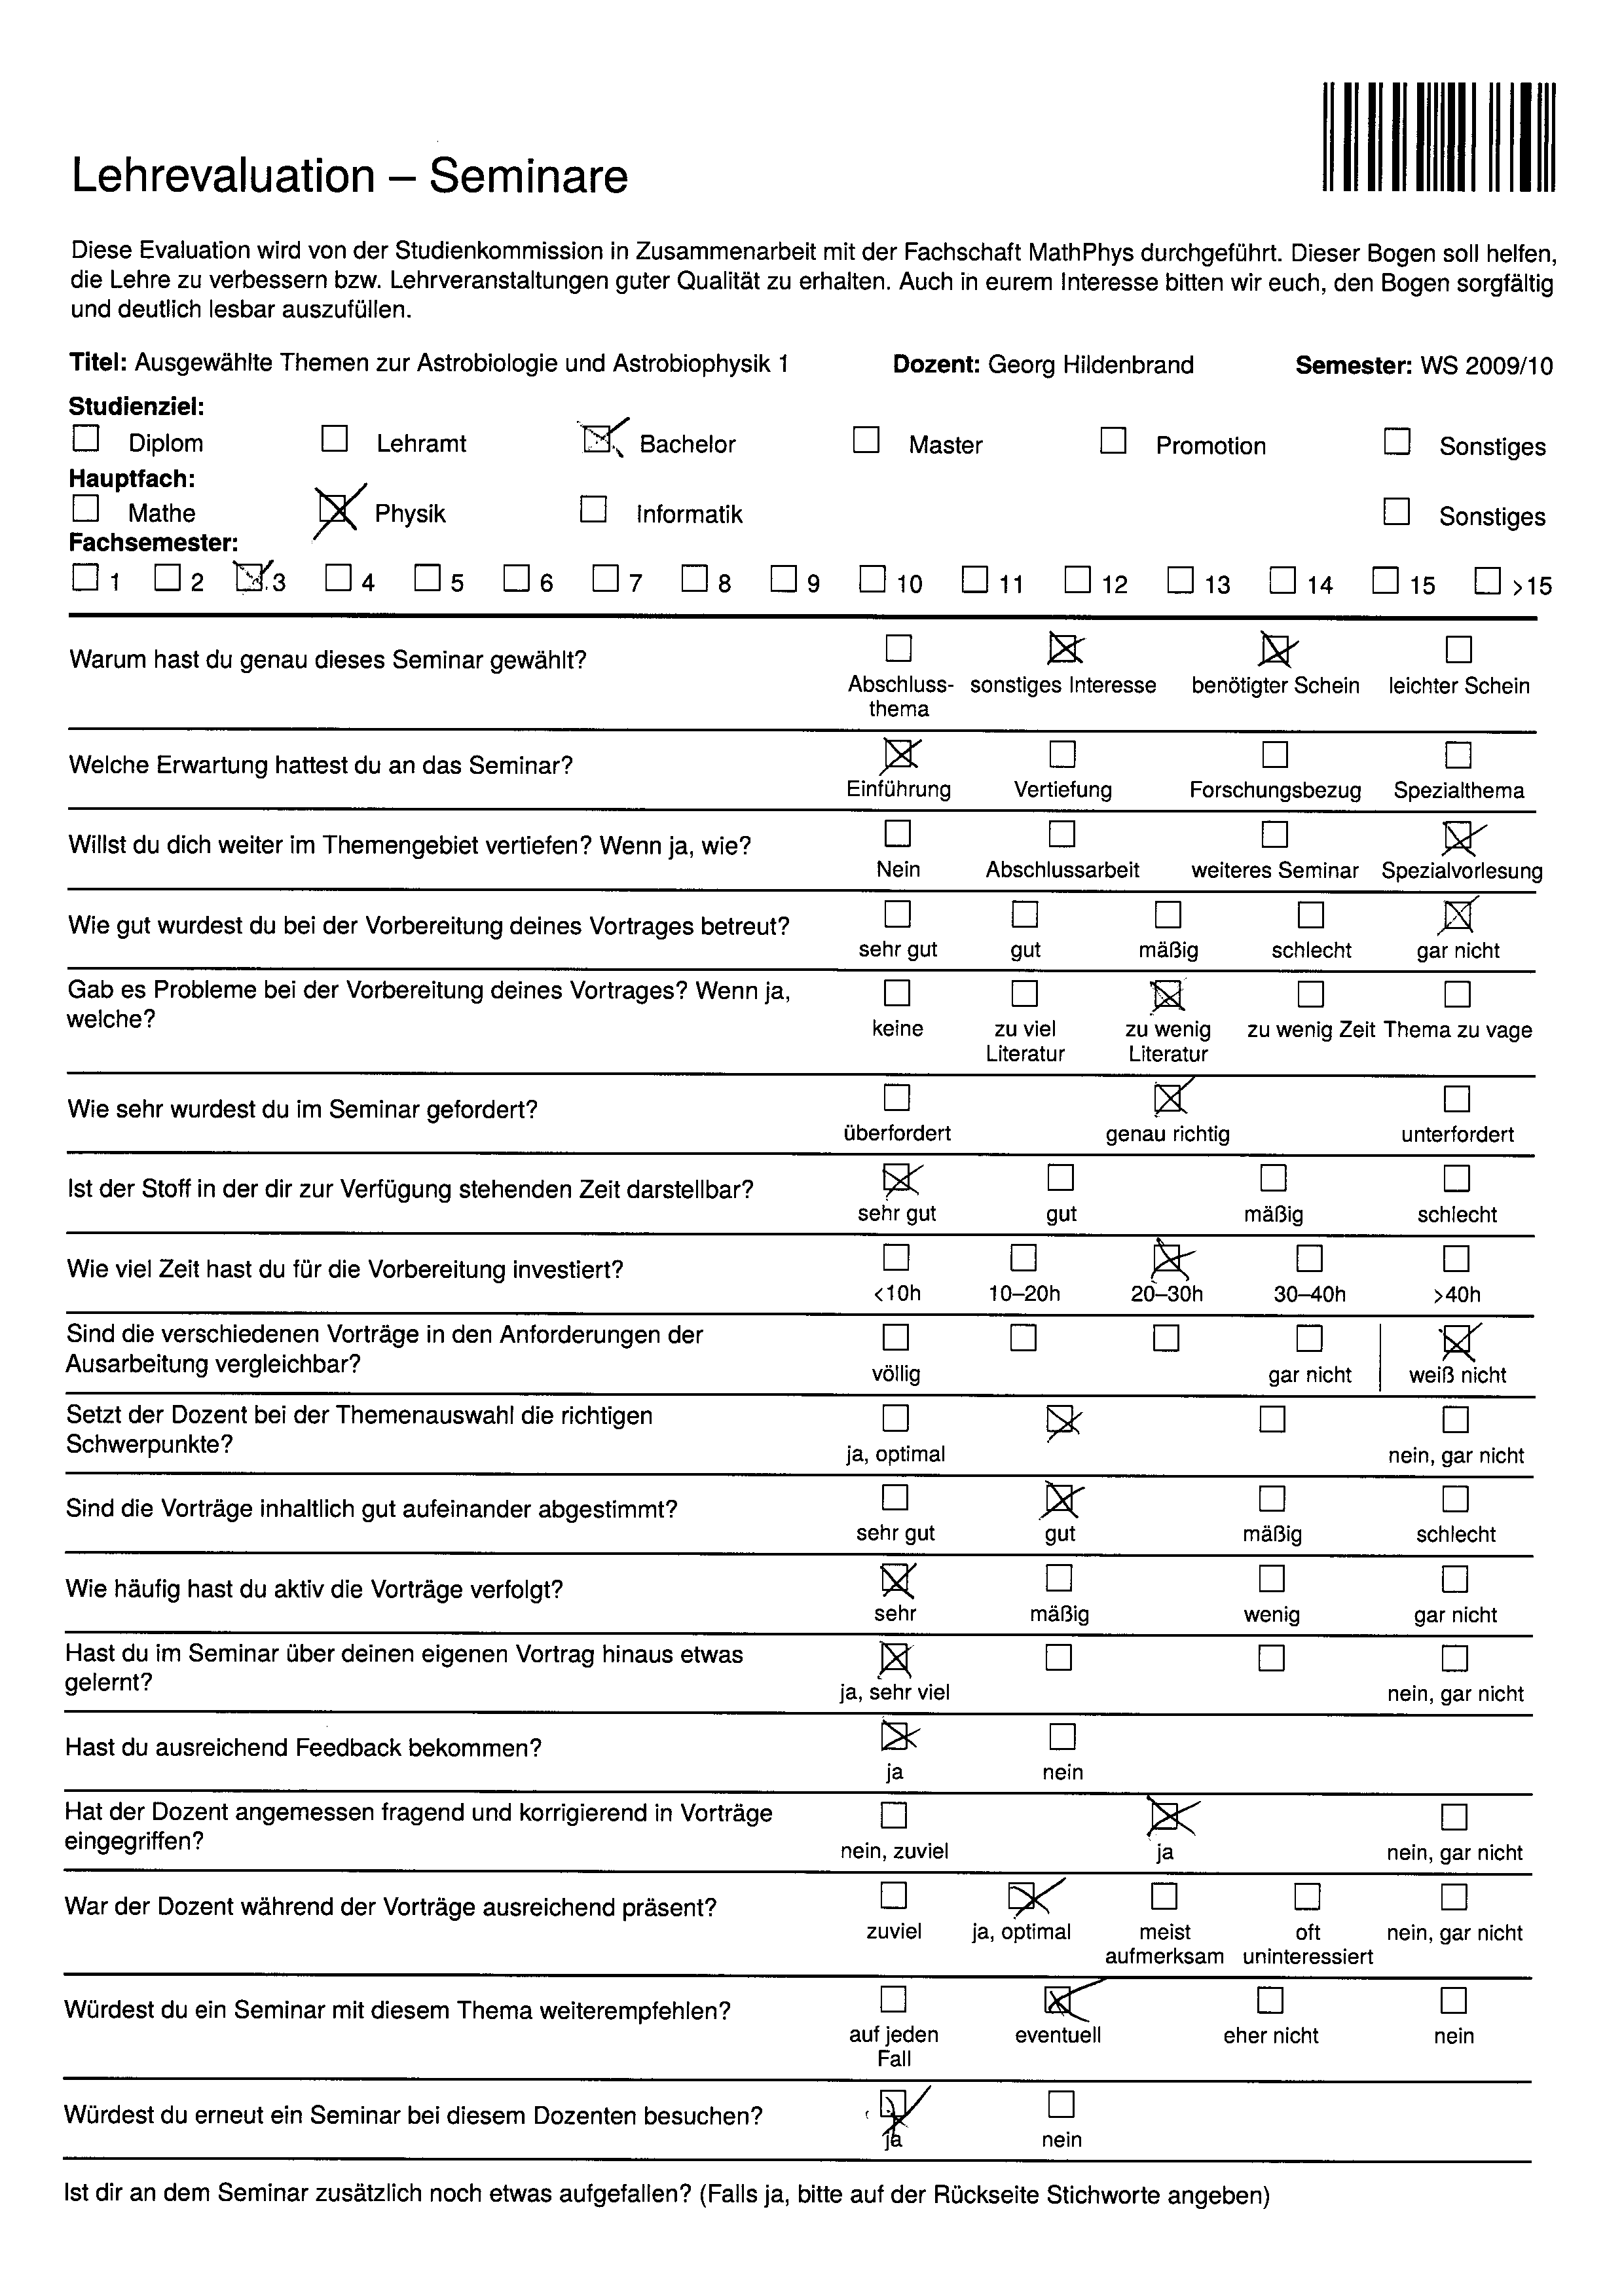 Lehrevaluation – Seminare
Diese Evaluation wird von der Studienkommission in Zusammenarbeit mit der Fachschaft MathPhys durchgeführt. Dieser Bogen soll helfen,
die Lehre zu verbessern bzw. Lehrveranstaltungen guter Qualität zu erhalten. Auch in eurem Interesse bitten wir euch, den Bogen sorgfältig
und deutlich lesbar auszufüllen.
Titel: Ausgewählte Themen zur Astrobiologie und Astrobiophysik 1 Dozent: Georg Hildenbrand Semester: WS 2009/10
Studienziel:
Diplom Lehramt Bachelor Master Promotion Sonstiges
Hauptfach:
Mathe Physik Informatik Sonstiges
Fachsemester:
1 2 3 4 5 6 7 8 9 10 11 12 13 14 15 >15
Warum hast du genau dieses Seminar gewählt?
Abschluss- sonstiges Interesse benötigter Schein leichter Schein
thema
Welche Erwartung hattest du an das Seminar?
Einführung Vertiefung Forschungsbezug Spezialthema
Willst du dich weiter im Themengebiet vertiefen? Wenn ja, wie?
Nein Abschlussarbeit weiteres Seminar Spezialvorlesung
Wie gut wurdest du bei der Vorbereitung deines Vortrages betreut?
sehr gut gut mäßig schlecht gar nicht
Gab es Probleme bei der Vorbereitung deines Vortrages? Wenn ja,
welche?
keine zu viel zu wenig zu wenig Zeit Thema zu vage
Literatur Literatur
Wie sehr wurdest du im Seminar gefordert?
überfordert genau richtig unterfordert
Ist der Stoff in der dir zur Verfügung stehenden Zeit darstellbar?
sehr gut gut mäßig schlecht
Wie viel Zeit hast du für die Vorbereitung investiert?
<10h 10–20h 20–30h 30–40h >40h
Sind die verschiedenen Vorträge in den Anforderungen der
Ausarbeitung vergleichbar?
völlig gar nicht weiß nicht
Setzt der Dozent bei der Themenauswahl die richtigen
Schwerpunkte?
ja, optimal nein, gar nicht
Sind die Vorträge inhaltlich gut aufeinander abgestimmt?
sehr gut gut mäßig schlecht
Wie häufig hast du aktiv die Vorträge verfolgt?
sehr mäßig wenig gar nicht
Hast du im Seminar über deinen eigenen Vortrag hinaus etwas
gelernt?
ja, sehr viel nein, gar nicht
Hast du ausreichend Feedback bekommen?
ja nein
Hat der Dozent angemessen fragend und korrigierend in Vorträge
eingegriffen?
nein, zuviel ja nein, gar nicht
War der Dozent während der Vorträge ausreichend präsent?
zuviel ja, optimal meist oft nein, gar nicht
aufmerksam uninteressiert
Würdest du ein Seminar mit diesem Thema weiterempfehlen?
auf jeden eventuell eher nicht nein
Fall
Würdest du erneut ein Seminar bei diesem Dozenten besuchen?
ja nein
Ist dir an dem Seminar zusätzlich noch etwas aufgefallen? (Falls ja, bitte auf der Rückseite Stichworte angeben)